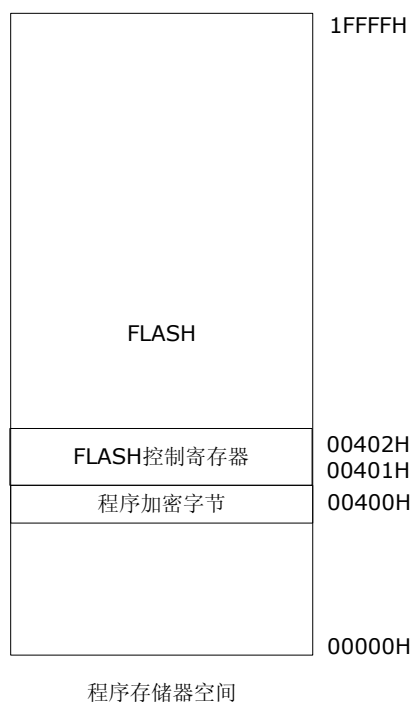 1FFFFH
FLASH
FLASH控制寄存器
00402H
00401H
程序加密字节
00400H
00000H
程序存储器空间